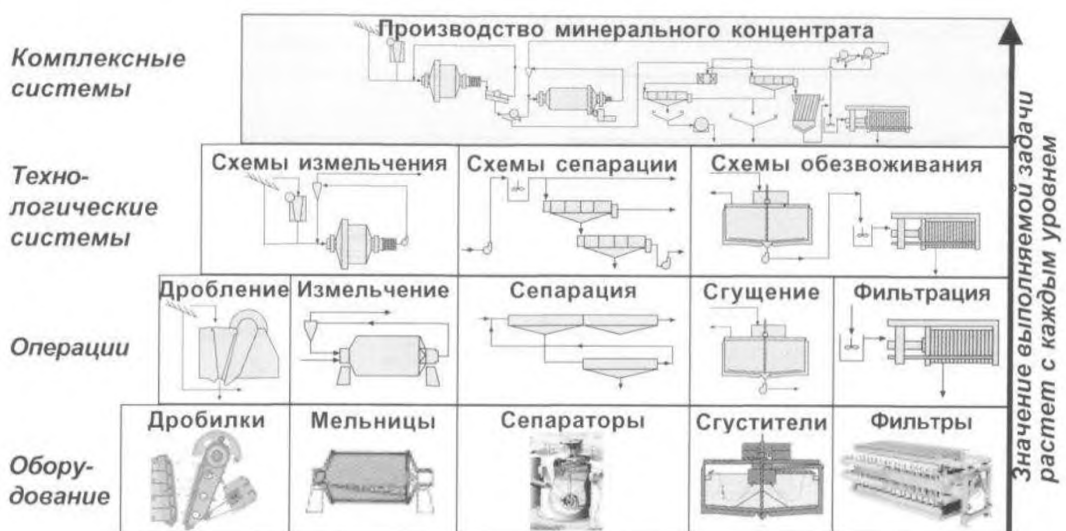 Производство минерального концентрата
Комплексные
системы
Схемы измельчения
Схемы сепарации
Схемы обезвоживания
Техно-
логические
системы
Дробление
Измельчение
Сепарация
Сгущение
Фильтрация
Операции
Дробилки
Мельницы
Сепараторы
Сгустители
Фильтры
Обору-
дование
Значение выполняемой задачи
растет с каждым уровнем